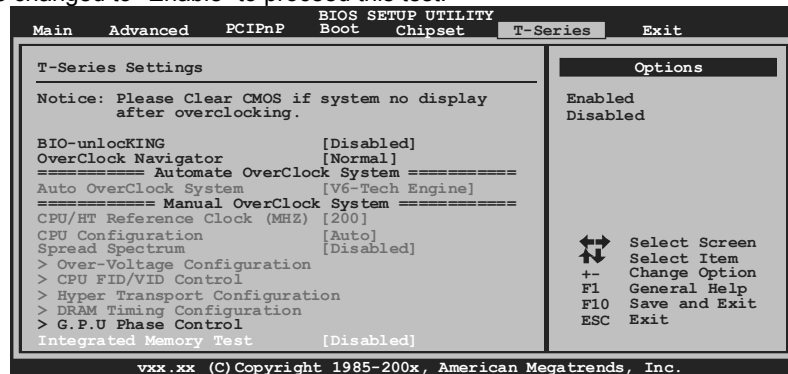 changed to "Enable" to proceed this test.
BIOS SETUP UTILITY
Main Advanced PCIPnP Boot Chipset T-Series Exit
T-Series Settings
Notice: Please Clear CMOS if system no display
after overclocking.
BIO-unlocKING [Disabled]
OverClock Navigator [Normal]
=========== Automate OverClock System ===========
Auto OverClock System [V6-Tech Engine]
============ Manual OverClock System ============
CPU/HT Reference Clock (MHZ) [200]
CPU Configuration [Auto]
Spread Spectrum [Disabled]
> Over-Voltage Configuration
> CPU FID/VID Control
> Hyper Transport Configuration
> DRAM Timing Configuration
> G.P.U Phase Control
Integrated Memory Test [Disabled]
Options
Enabled
Disabled
Select Screen
Select Item
+- Change Option
F1 General Help
F10 Save and Exit
ESC Exit
vxx.xx (C)Copyright 1985-200x, American Megatrends, Inc.